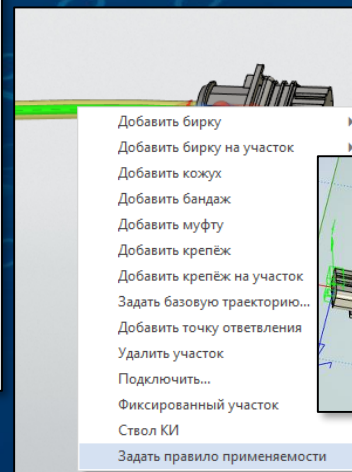 Добавить бирку
Добавить бирку на участок
Добавить кожух
Добавить бандаж
Добавить муфту
Добавить крепёж
Добавить крепёж на участок
Задать базовую траекторию...
Добавить точку ответвления
Удалить участок
Подключить...
Фиксированный участок
Ствол КИ
Задать правило применяемости